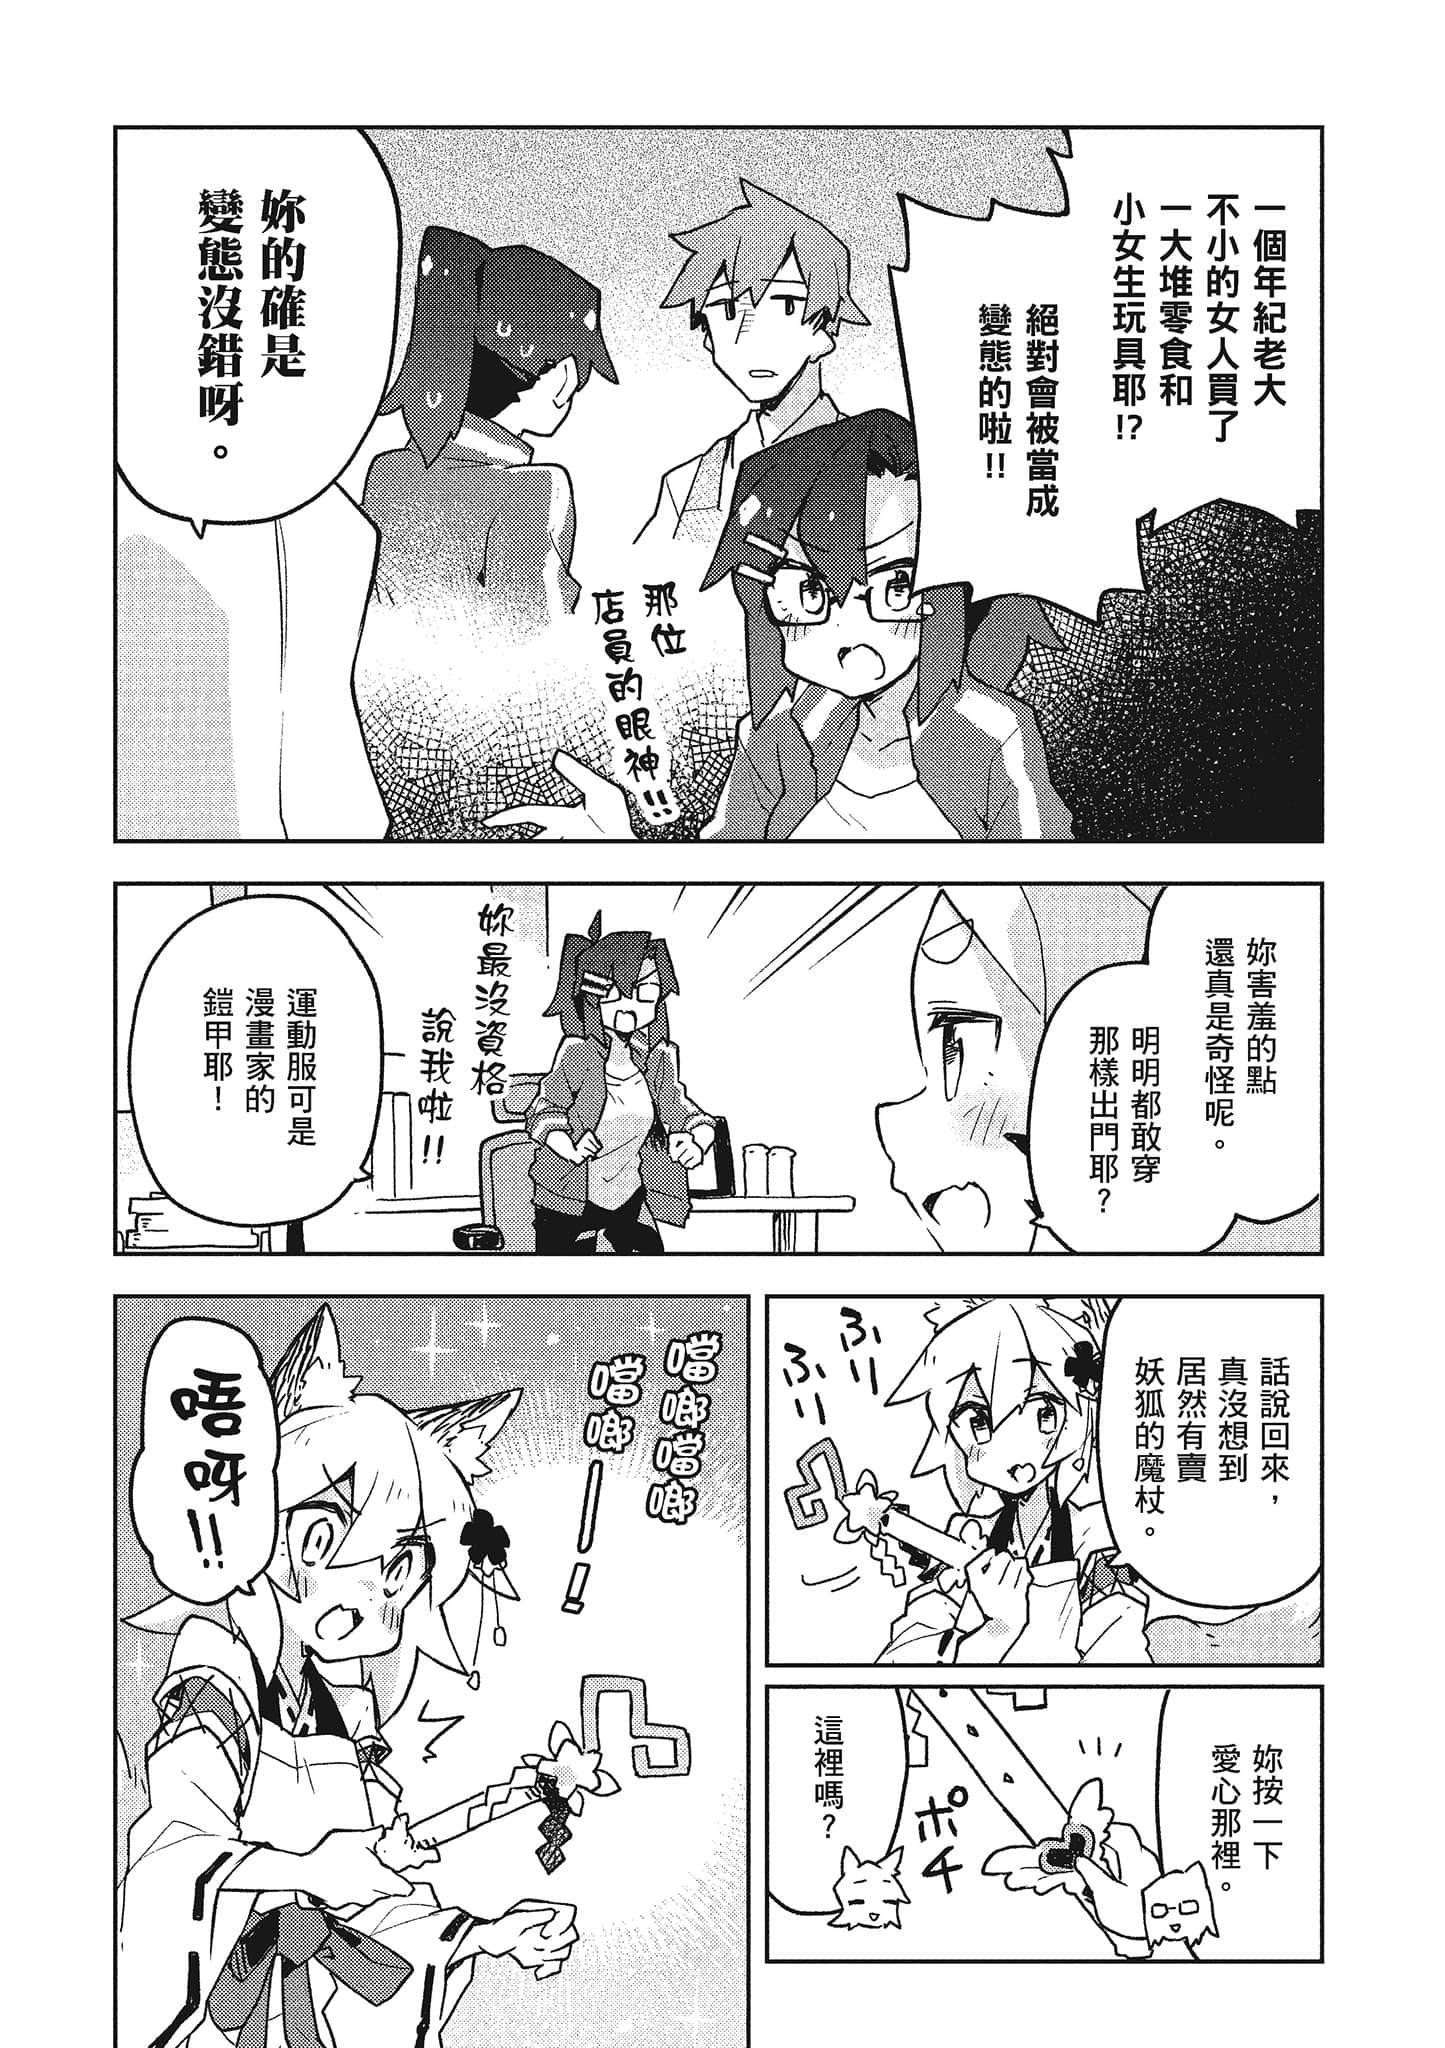 一個年紀老大
不小的女人買了
一大堆零食和
小女生玩具耶!?
絕對會被當成
變態的啦!!
那位
店員的眼神!!
妳的確是
變態沒錯呀。
妳害羞的點
還真是奇怪呢。
明明都敢穿
那樣出門耶?
妳最沒資格
說我啦!!
運動服可是
漫畫家的
鎧甲耶!
話說回來，
真沒想到
居然有賣
妖狐的魔杖。
ふり
ふり
妳按一下
愛心那裡。
ポチ
這裡嗎?
噹啷噹啷
噹啷——!
唔呀!!